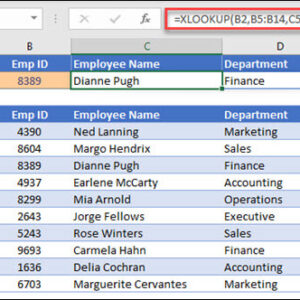 fx =XLOOKUP(B2,B5:B14,C5
B C D
Emp ID Employee Name Department
8389 Dianne Pugh Finance
Emp ID Employee Name Department
4390 Ned Lanning Marketing
8604 Margo Hendrix Sales
8389 Dianne Pugh Finance
4937 Earlene McCarty Accounting
8299 Mia Arnold Operations
2643 Jorge Fellows Executive
5243 Rose Winters Sales
9693 Carmela Hahn Finance
1636 Delia Cochran Accounting
6703 Marguerite Cervantes Marketing